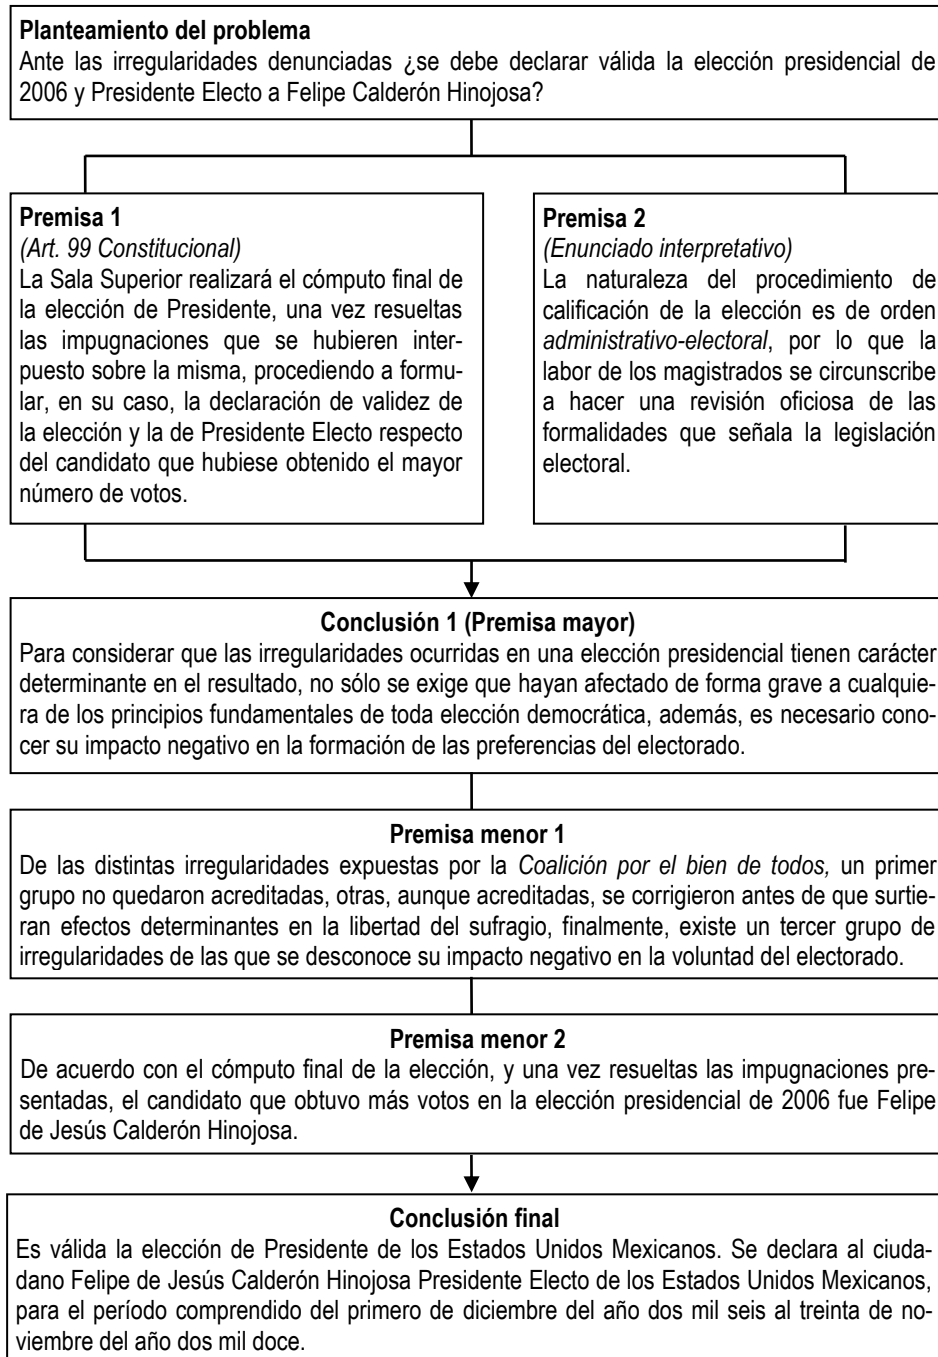 Planteamiento del problema
Ante las irregularidades denunciadas ¿se debe declarar válida la elección presidencial de
2006 y Presidente Electo a Felipe Calderón Hinojosa?
Premisa 1
(Art. 99 Constitucional)
La Sala Superior realizará el cómputo final de
la elección de Presidente, una vez resueltas
las impugnaciones que se hubieren inter-
puesto sobre la misma, procediendo a formu-
lar, en su caso, la declaración de validez de
la elección y la de Presidente Electo respecto
del candidato que hubiese obtenido el mayor
número de votos.
Premisa 2
(Enunciado interpretativo)
La naturaleza del procedimiento de
calificación de la elección es de orden
administrativo-electoral, por lo que la
labor de los magistrados se circunscribe
a hacer una revisión oficiosa de las
formalidades que señala la legislación
electoral.
Conclusión 1 (Premisa mayor)
Para considerar que las irregularidades ocurridas en una elección presidencial tienen carácter
determinante en el resultado, no sólo se exige que hayan afectado de forma grave a cualquie-
ra de los principios fundamentales de toda elección democrática, además, es necesario cono-
cer su impacto negativo en la formación de las preferencias del electorado.
Premisa menor 1
De las distintas irregularidades expuestas por la Coalición por el bien de todos, un primer
grupo no quedaron acreditadas, otras, aunque acreditadas, se corrigieron antes de que surtie-
ran efectos determinantes en la libertad del sufragio, finalmente, existe un tercer grupo de
irregularidades de las que se desconoce su impacto negativo en la voluntad del electorado.
Premisa menor 2
De acuerdo con el cómputo final de la elección, y una vez resueltas las impugnaciones pre-
sentadas, el candidato que obtuvo más votos en la elección presidencial de 2006 fue Felipe
de Jesús Calderón Hinojosa.
Conclusión final
Es válida la elección de Presidente de los Estados Unidos Mexicanos. Se declara al ciuda-
dano Felipe de Jesús Calderón Hinojosa Presidente Electo de los Estados Unidos Mexicanos,
para el período comprendido del primero de diciembre del año dos mil seis al treinta de no-
viembre del año dos mil doce.